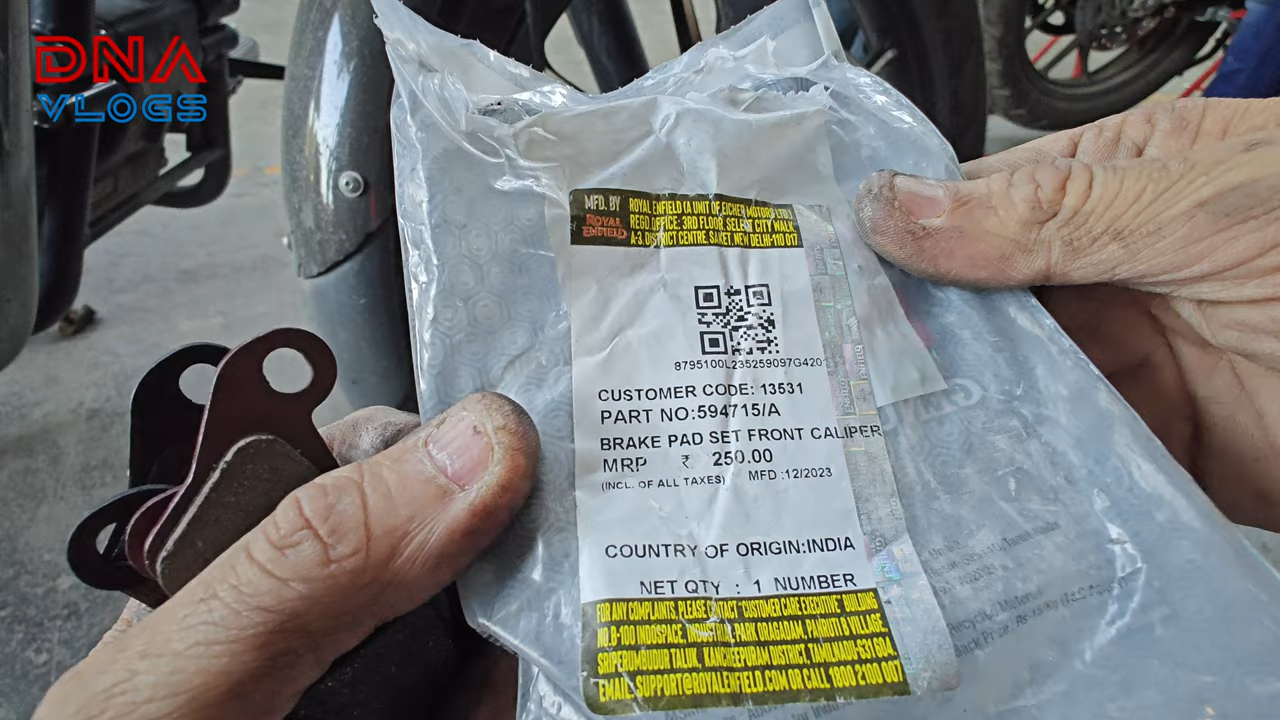 DNA
VLOGS
MFD. BY
ROYAL
ENFIELD
ROYAL ENFIELD (A UNIT OF EICHER MOTORS LTD.)
REGD.OFFICE: 3RD FLOOR, SELECT CITY WALK,
A-3, DISTRICT CENTRE, SAKET, NEW DELHI-110 017
8795100L235259097G420
CUSTOMER CODE: 13531
PART NO:594715/A
BRAKE PAD SET FRONT CALIPER
MRP ₹ 250.00
(INCL. OF ALL TAXES) MFD :12/2023
COUNTRY OF ORIGIN:INDIA
NET QTY : 1 NUMBER
FOR ANY COMPLAINTS, PLEASE CONTACT "CUSTOMER CARE EXECUTIVE" BUILDING
NO.B-100 INDOSPACE, INDUSTRIAL PARK ORAGADAM, PANRUTI & VILLAGE
SRIPERUMBUDUR TALUK, KANCHEEPURAM DISTRICT, TAMILNADU-631 604.
EMAIL: SUPPORT@ROYALENFIELD.COM OR CALL 1800 2100 007
Recycled Material